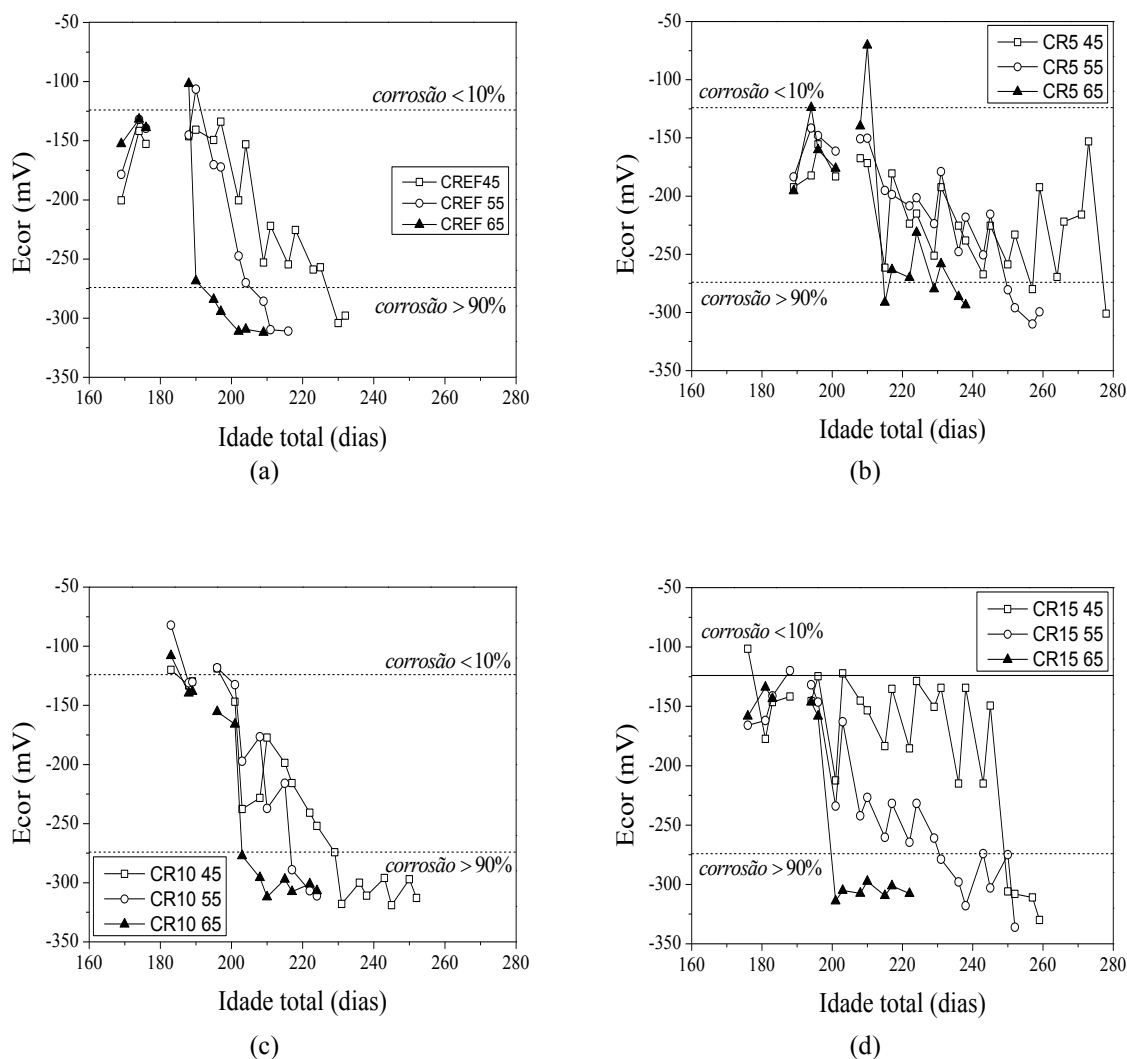 -50
-100
-150
-200
-250
-300
-350
Ecor (mV)
corrosão <10%
CREF45
CREF 55
CREF 65
corrosão > 90%
160 180 200 220 240 260 280
Idade total (dias)
(a)
-50
-100
-150
-200
-250
-300
-350
Ecor (mV)
CR5 45
CR5 55
CR5 65
corrosão <10%
corrosão > 90%
160 180 200 220 240 260 280
Idade total (dias)
(b)
-50
-100
-150
-200
-250
-300
-350
Ecor (mV)
corrosão <10%
corrosão > 90%
CR10 45
CR10 55
CR10 65
160 180 200 220 240 260 280
Idade total (dias)
(c)
-50
-100
-150
-200
-250
-300
-350
Ecor (mV)
CR15 45
CR15 55
CR15 65
corrosão <10%
corrosão > 90%
160 180 200 220 240 260 280
Idade total (dias)
(d)